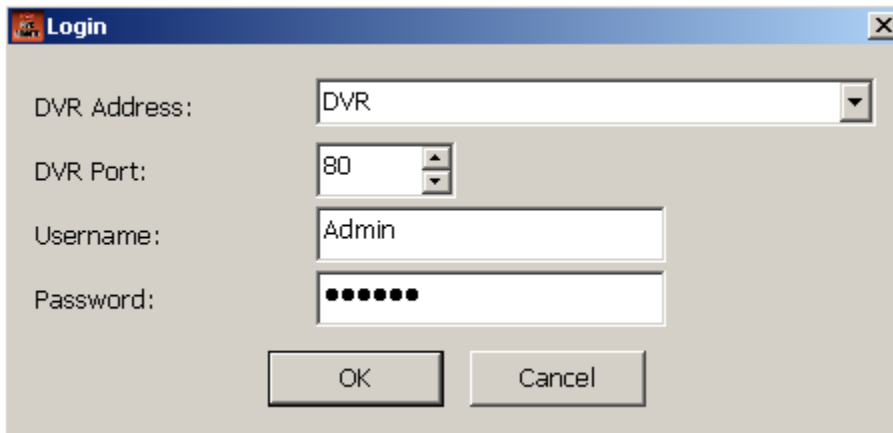 Login
DVR Address: DVR
DVR Port: 80
Username: Admin
Password: ●●●●●●
OK Cancel